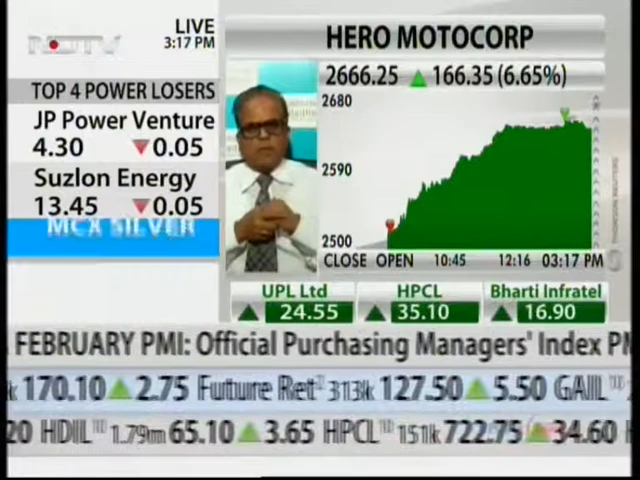 NDTV
LIVE
3:17 PM
TOP 4 POWER LOSERS
JP Power Venture
4.30 ▼0.05
Suzlon Energy
13.45 ▼0.05
MCX SILVER
HERO MOTOCORP
2666.25 ▲ 166.35 (6.65%)
2680
2590
2500
CLOSE OPEN 10:45 12:16 03:17 PM
THOMSON REUTERS
UPL Ltd HPCL Bharti Infratel
▲ 24.55 ▲ 35.10 ▲ 16.90
FEBRUARY PMI: Official Purchasing Managers' Index
170.10 ▲ 2.75 Future Ret 313k 127.50 ▲ 5.50 GAIL
20 HDIL 1.79m 65.10 ▲ 3.65 HPCL 151k 722.75 ▲ 34.60